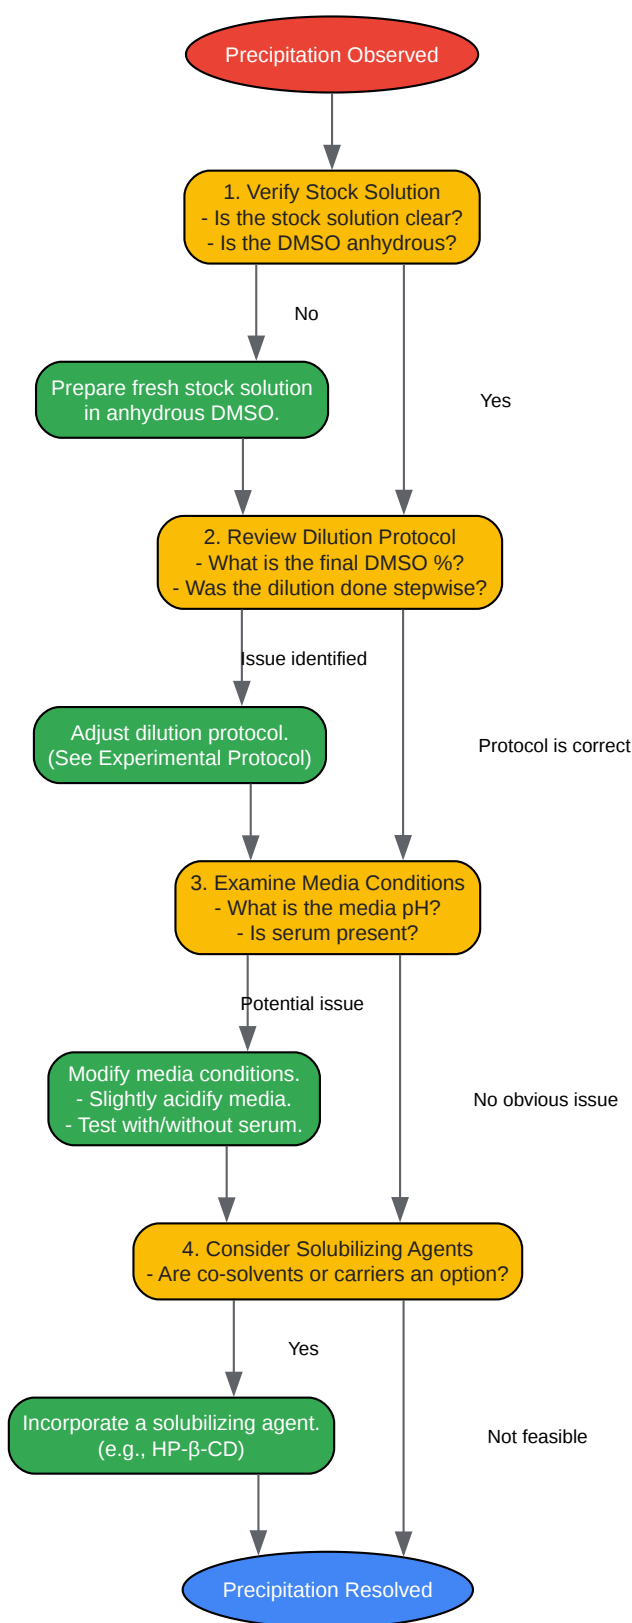 Precipitation Observed
1. Verify Stock Solution
- Is the stock solution clear?
- Is the DMSO anhydrous?
No
Prepare fresh stock solution
in anhydrous DMSO.
Yes
2. Review Dilution Protocol
- What is the final DMSO %?
- Was the dilution done stepwise?
Issue identified
Adjust dilution protocol.
(See Experimental Protocol)
Protocol is correct
3. Examine Media Conditions
- What is the media pH?
- Is serum present?
Potential issue
Modify media conditions.
- Slightly acidify media.
- Test with/without serum.
No obvious issue
4. Consider Solubilizing Agents
- Are co-solvents or carriers an option?
Yes
Incorporate a solubilizing agent.
(e.g., HP-β-CD)
Not feasible
Precipitation Resolved